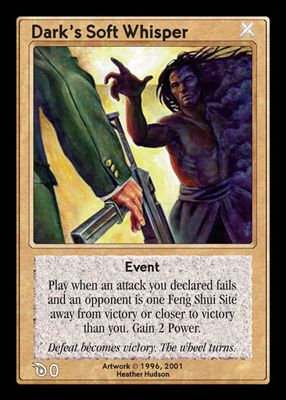 Dark's Soft Whisper
Event
Play when an attack you declared fails
and an opponent is one Feng Shui Site
away from victory or closer to victory
than you. Gain 2 Power.
Defeat becomes victory. The wheel turns.
0
Artwork © 1996, 2001
Heather Hudson